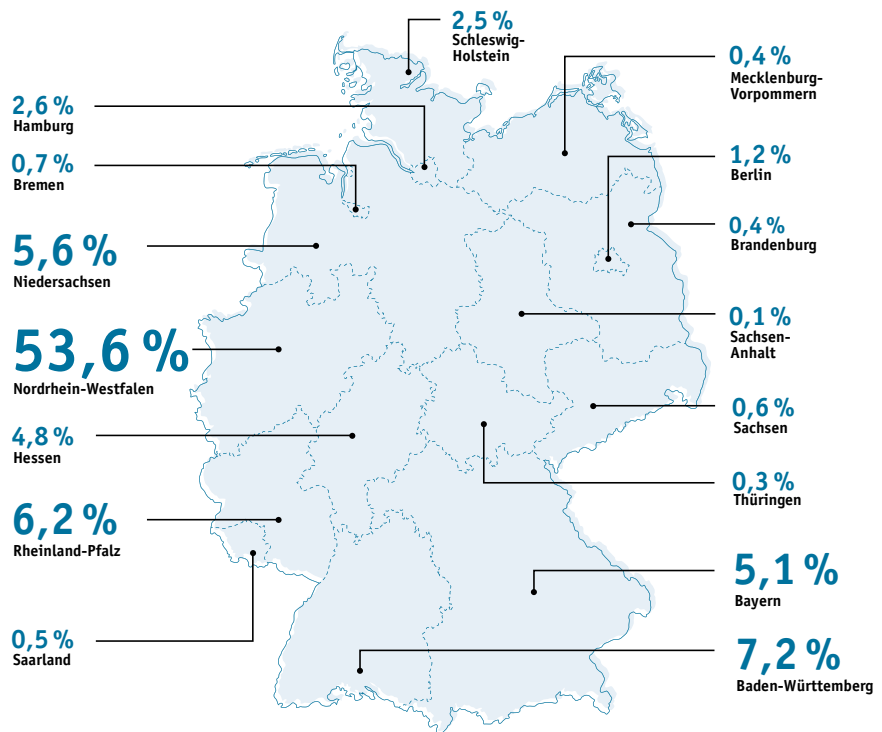 2,5 %
Schleswig-
Holstein
0,4 %
Mecklenburg-
Vorpommern
2,6 %
Hamburg
1,2 %
Berlin
0,7 %
Bremen
0,4 %
Brandenburg
5,6 %
Niedersachsen
0,1 %
Sachsen-
Anhalt
53,6 %
Nordrhein-Westfalen
0,6 %
Sachsen
4,8 %
Hessen
0,3 %
Thüringen
6,2 %
Rheinland-Pfalz
5,1 %
Bayern
0,5 %
Saarland
7,2 %
Baden-Württemberg